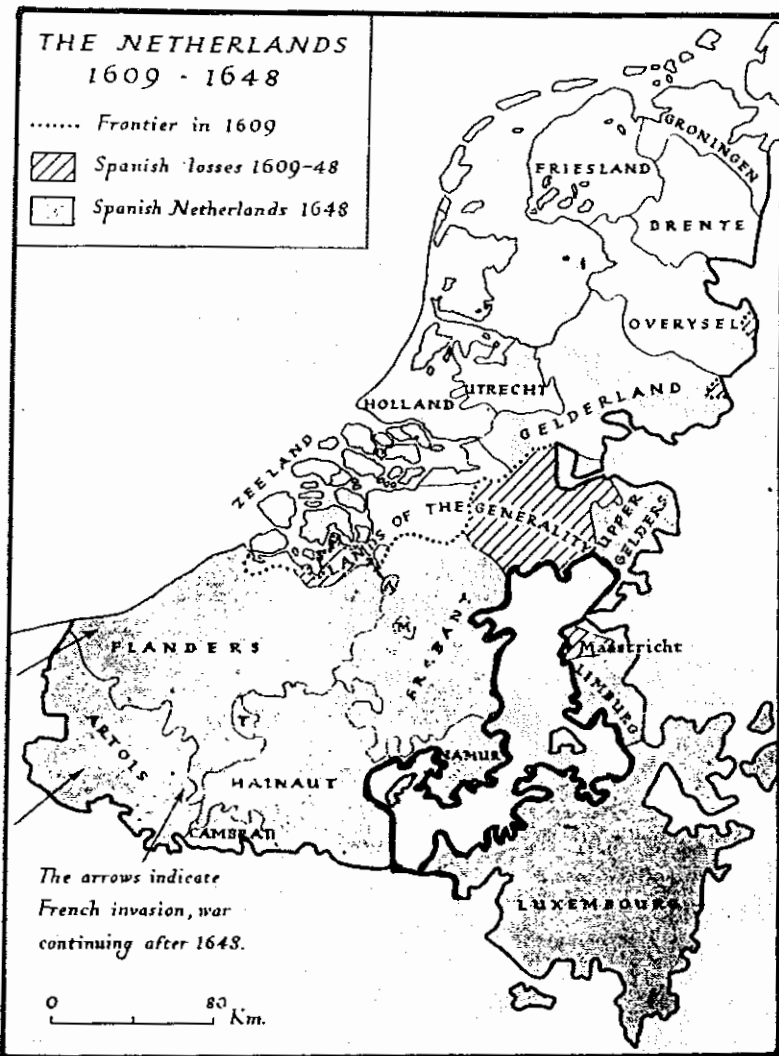 THE NETHERLANDS
1609 - 1648
Frontier in 1609
Spanish losses 1609-48
Spanish Netherlands 1648
GRONINGEN
FRIESLAND
DRENTE
OVERYSEL
UTRECHT
HOLLAND
GELDERLAND
ZEELAND
LANDS OF THE GENERALITY
UPPER
GELDERS
A
M
FLANDERS
BRABANT
Maastricht
LIMBURG
ARTOIS
T
NAMUR
HAINAUT
CAMBRAI
LUXEMBOURG
The arrows indicate
French invasion, war
continuing after 1648.
0 80
Km.